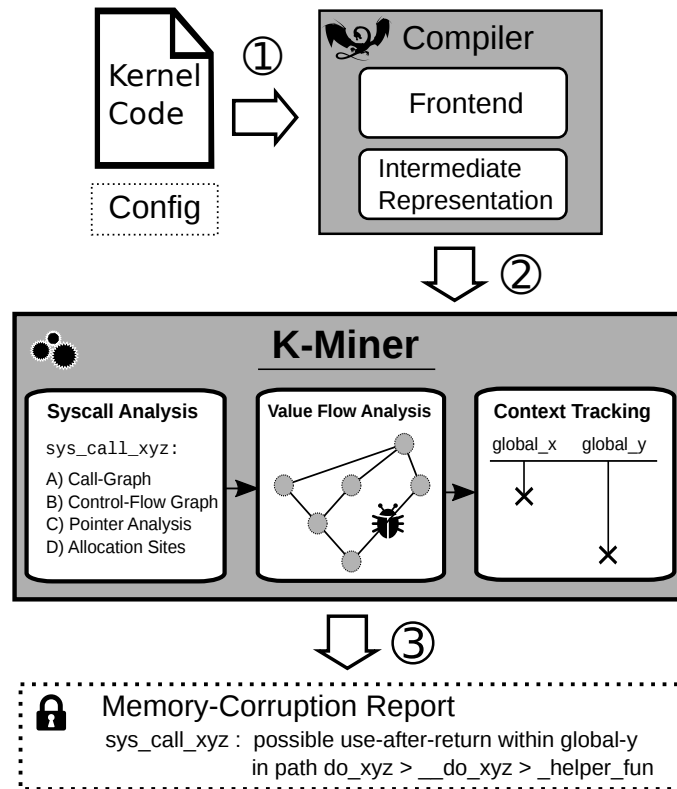 Kernel
Code
Config
①
Compiler
Frontend
Intermediate
Representation
②
K-Miner
Syscall Analysis
sys_call_xyz:
A) Call-Graph
B) Control-Flow Graph
C) Pointer Analysis
D) Allocation Sites
Value Flow Analysis
Context Tracking
global_x global_y
③
Memory-Corruption Report
sys_call_xyz : possible use-after-return within global-y
in path do_xyz > __do_xyz > _helper_fun